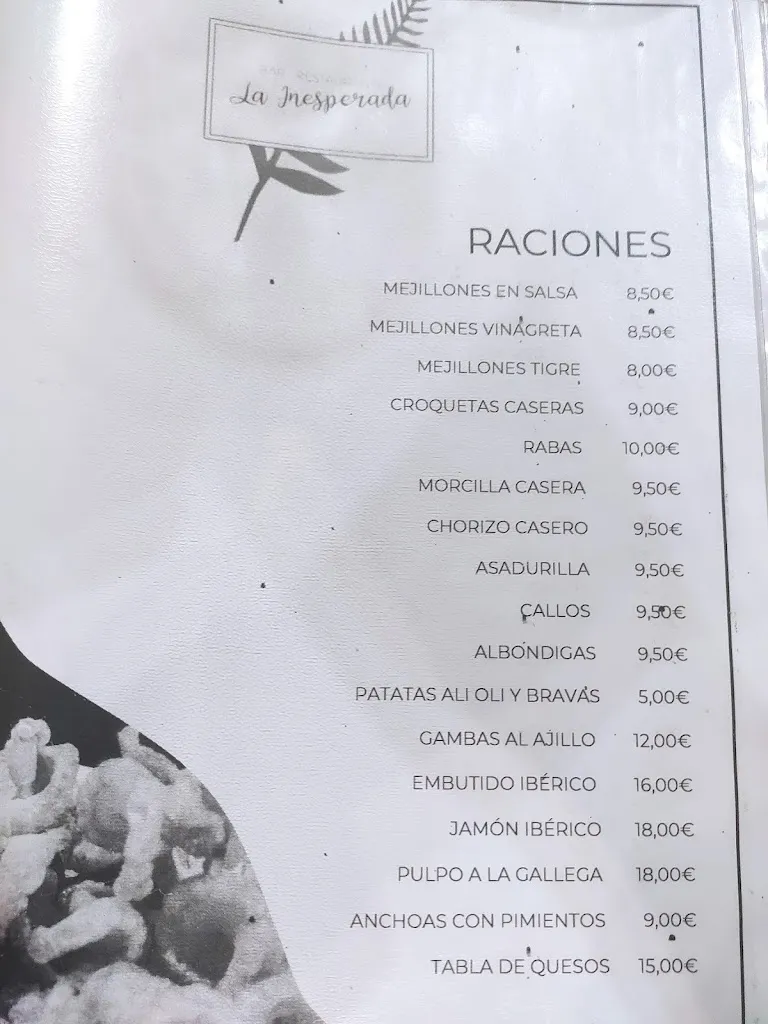 La Inesperada
RACIONES
MEJILLONES EN SALSA 8,50€
MEJILLONES VINAGRETA 8,50€
MEJILLONES TIGRE 8,00€
CROQUETAS CASERAS 9,00€
RABAS 10,00€
MORCILLA CASERA 9,50€
CHORIZO CASERO 9,50€
ASADURILLA 9,50€
CALLOS 9,50€
ALBONDIGAS 9,50€
PATATAS ALI OLI Y BRAVAS 5,00€
GAMBAS AL AJILLO 12,00€
EMBUTIDO IBÉRICO 16,00€
JAMÓN IBÉRICO 18,00€
PULPO A LA GALLEGA 18,00€
ANCHOAS CON PIMIENTOS 9,00€
TABLA DE QUESOS 15,00€